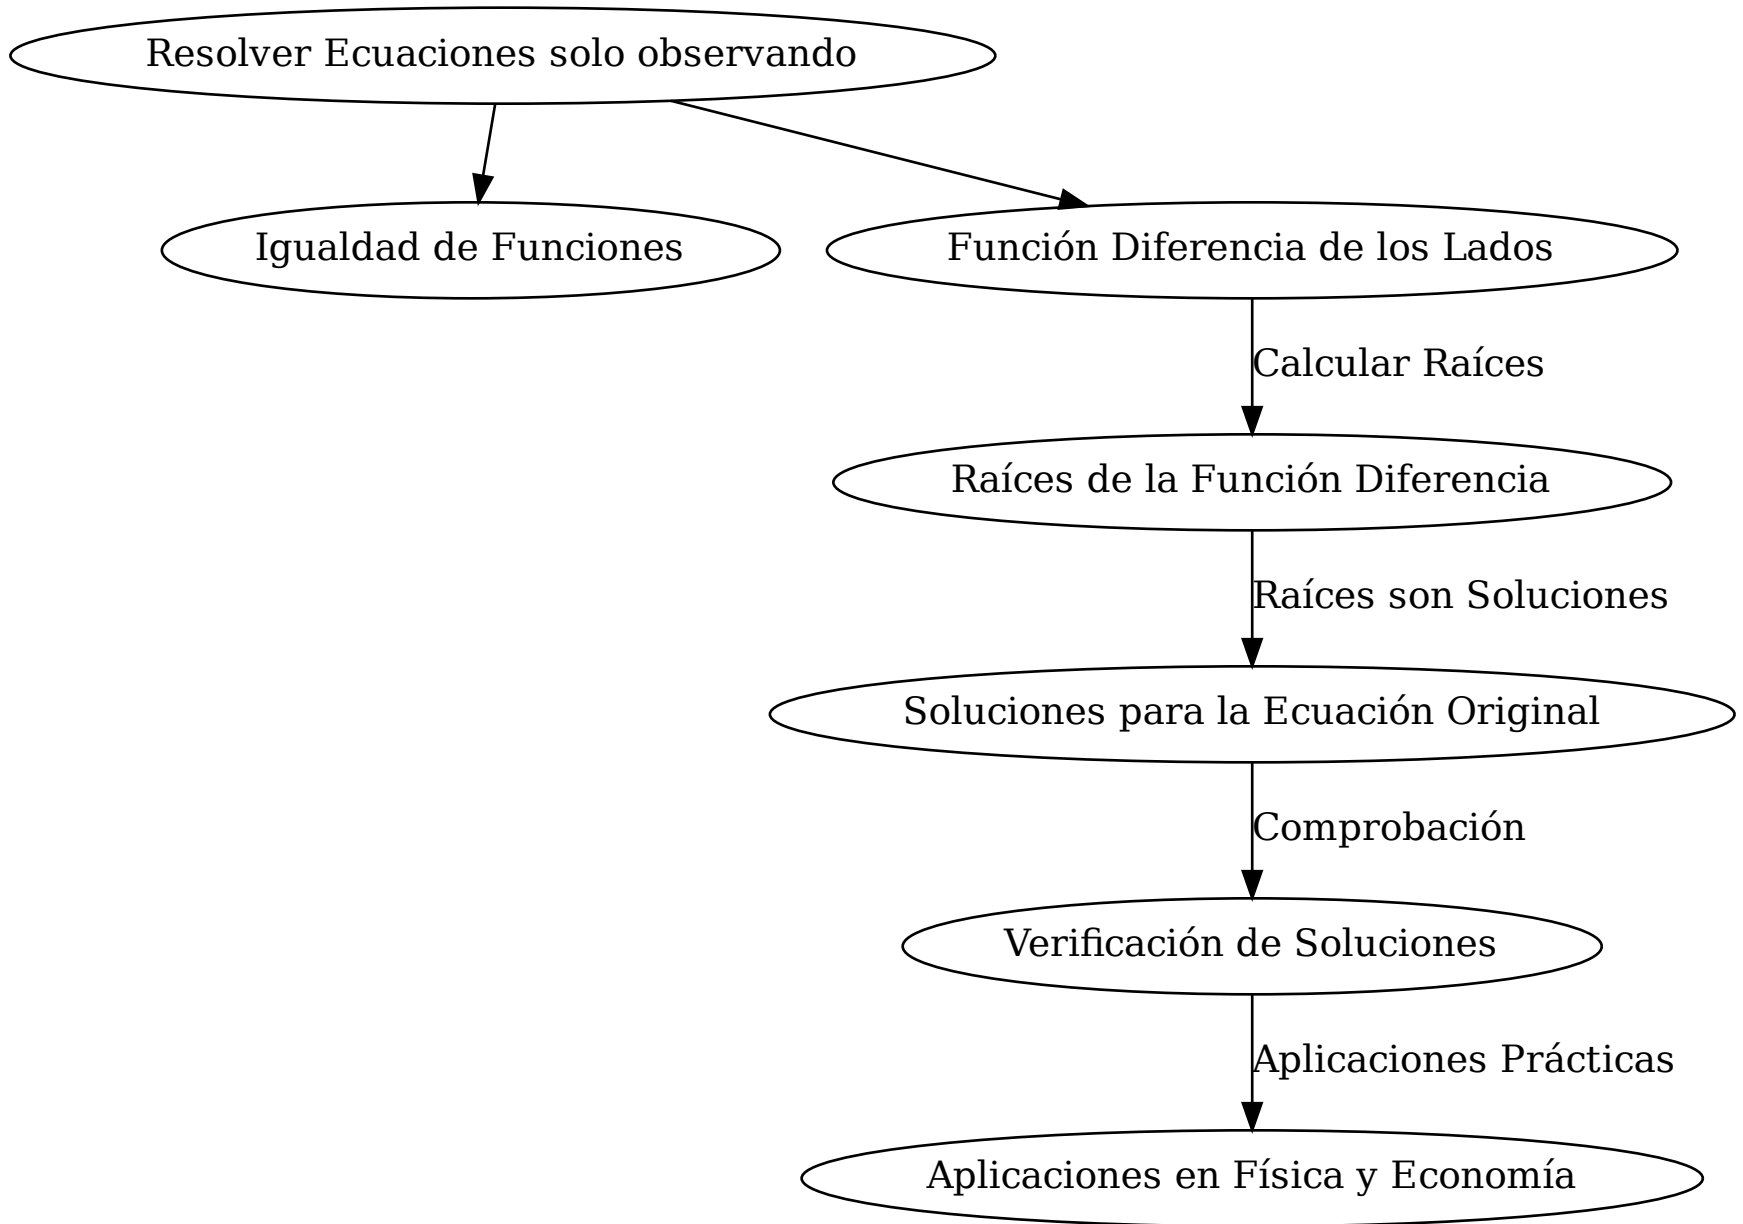 Resolver Ecuaciones solo observando
Igualdad de Funciones
Función Diferencia de los Lados
Calcular Raíces
Raíces de la Función Diferencia
Raíces son Soluciones
Soluciones para la Ecuación Original
Comprobación
Verificación de Soluciones
Aplicaciones Prácticas
Aplicaciones en Física y Economía